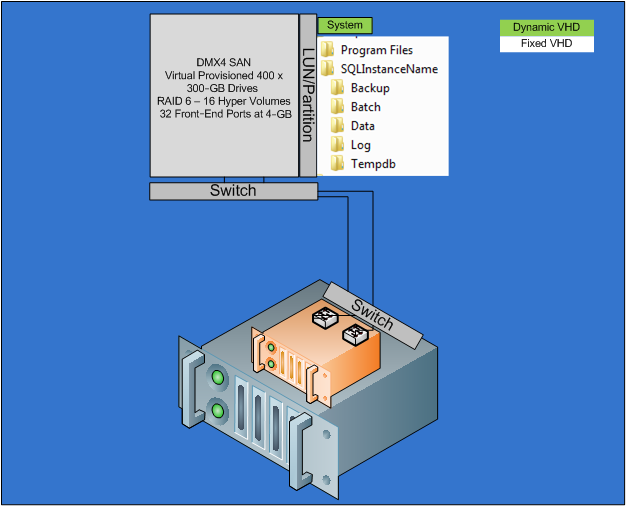 System
Dynamic VHD
Fixed VHD
DMX4 SAN
Virtual Provisioned 400 x
300-GB Drives
RAID 6 – 16 Hyper Volumes
32 Front-End Ports at 4-GB
LUN/Partition
Program Files
SQLInstanceName
Backup
Batch
Data
Log
Tempdb
Switch
Switch